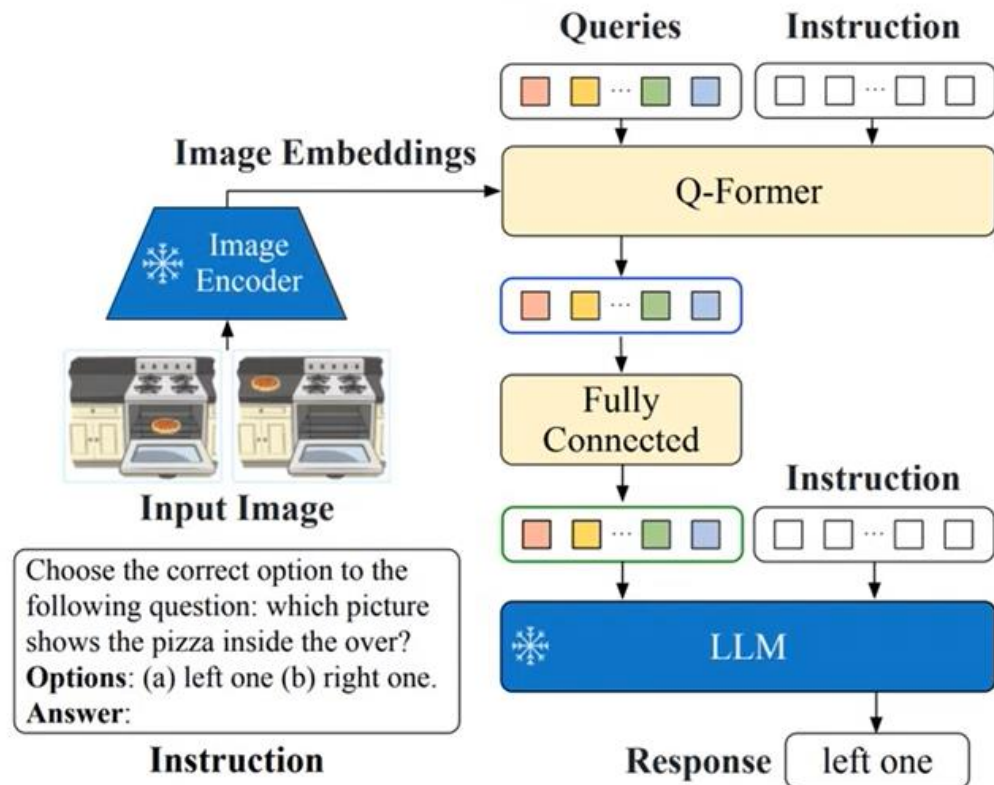 Queries
Instruction
...
Image Embeddings
Q-Former
Image
Encoder
...
Fully
Connected
Input Image
Instruction
...
Choose the correct option to the
following question: which picture
shows the pizza inside the over?
Options: (a) left one (b) right one.
Answer:
LLM
Instruction
Response
left one